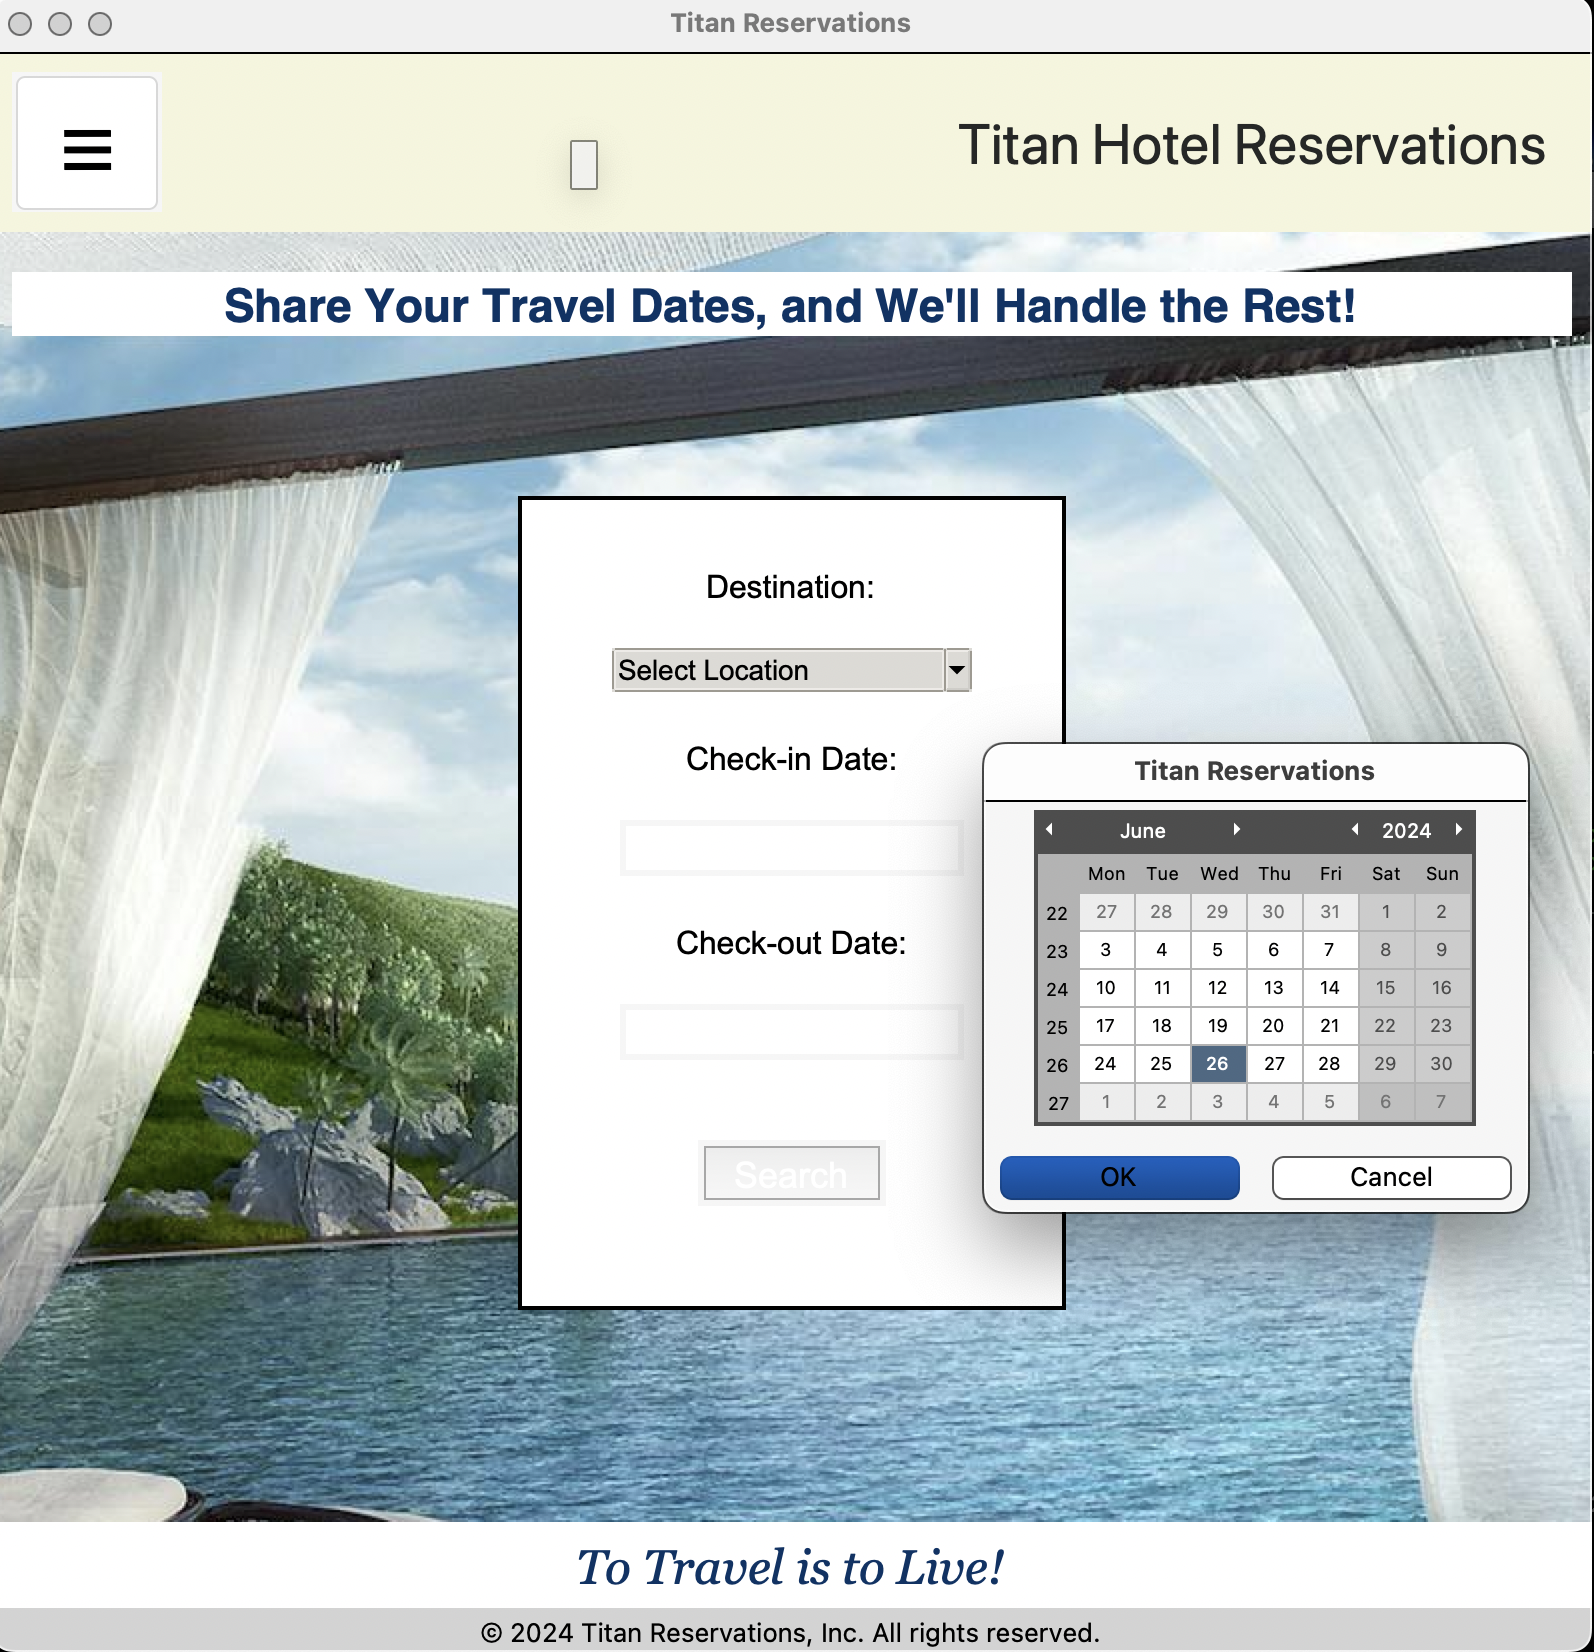 Titan Reservations
Titan Hotel Reservations
Share Your Travel Dates, and We'll Handle the Rest!
Destination:
Select Location
Check-in Date:
Check-out Date:
Search
Titan Reservations
June 2024
Mon Tue Wed Thu Fri Sat Sun
22 27 28 29 30 31 1 2
23 3 4 5 6 7 8 9
24 10 11 12 13 14 15 16
25 17 18 19 20 21 22 23
26 24 25 26 27 28 29 30
27 1 2 3 4 5 6 7
OK Cancel
To Travel is to Live!
© 2024 Titan Reservations, Inc. All rights reserved.